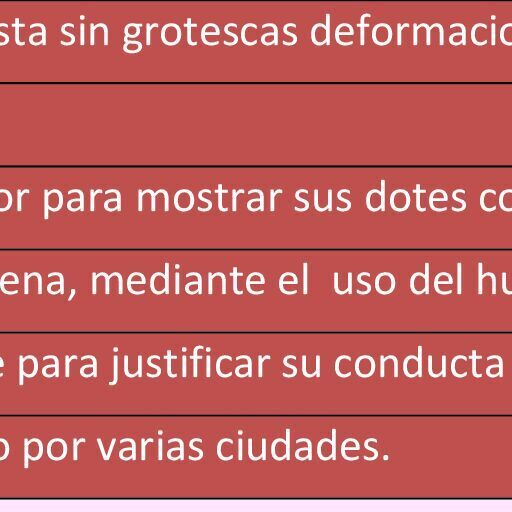 sta sin grotescas deformacio
or para mostrar sus dotes co
ena, mediante el  uso del hu
e para justificar su conducta
o por varias ciudades.